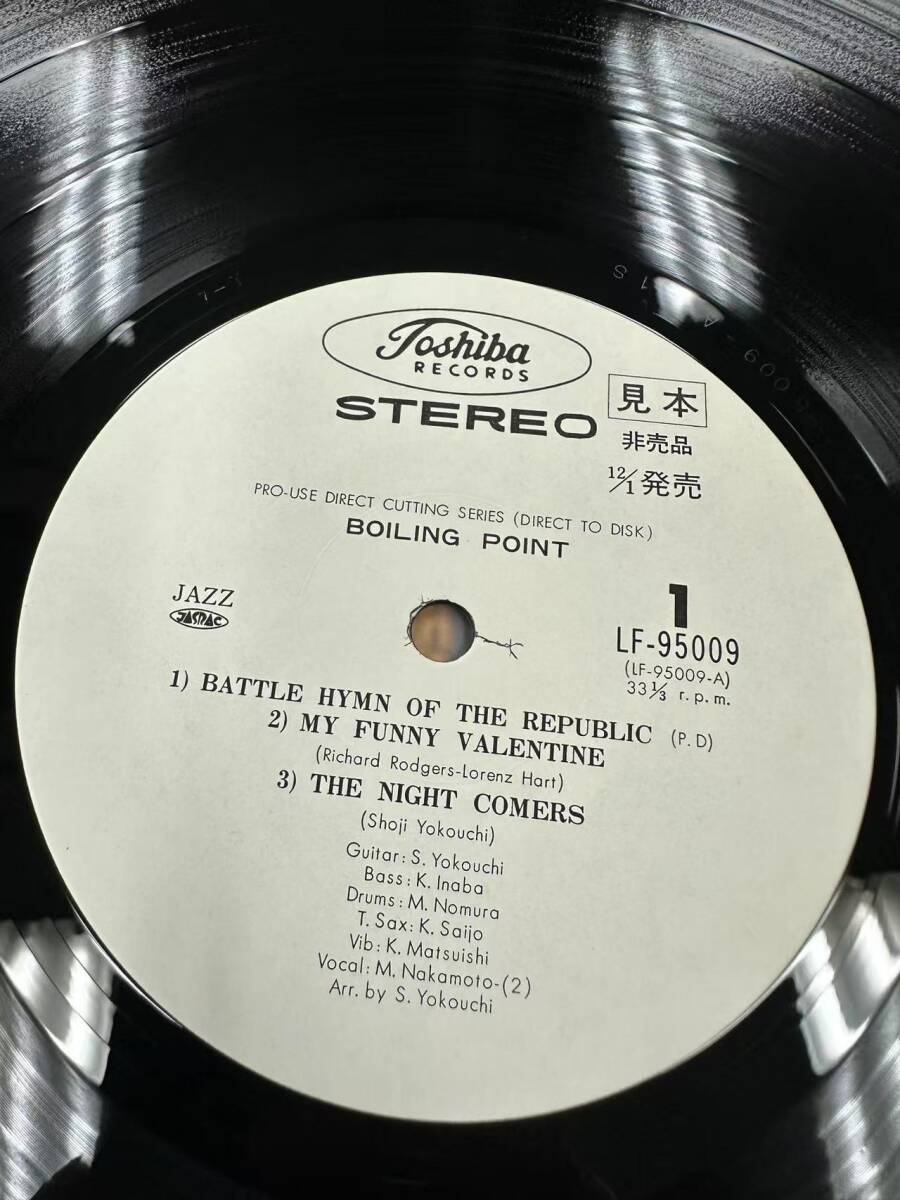 Toshiba
RECORDS
STEREO
見本
非売品
12/1発売
PRO-USE DIRECT CUTTING SERIES (DIRECT TO DISK)
BOILING POINT
JAZZ
JASRAC
1
LF-95009
(LF-95009-A)
33 1/3 r.p.m.
1) BATTLE HYMN OF THE REPUBLIC (P.D)
2) MY FUNNY VALENTINE
(Richard Rodgers-Lorenz Hart)
3) THE NIGHT COMERS
(Shoji Yokouchi)
Guitar: S. Yokouchi
Bass: K. Inaba
Drums: M. Nomura
T. Sax: K. Saijo
Vib: K. Matsuishi
Vocal: M. Nakamoto-(2)
Arr. by S. Yokouchi